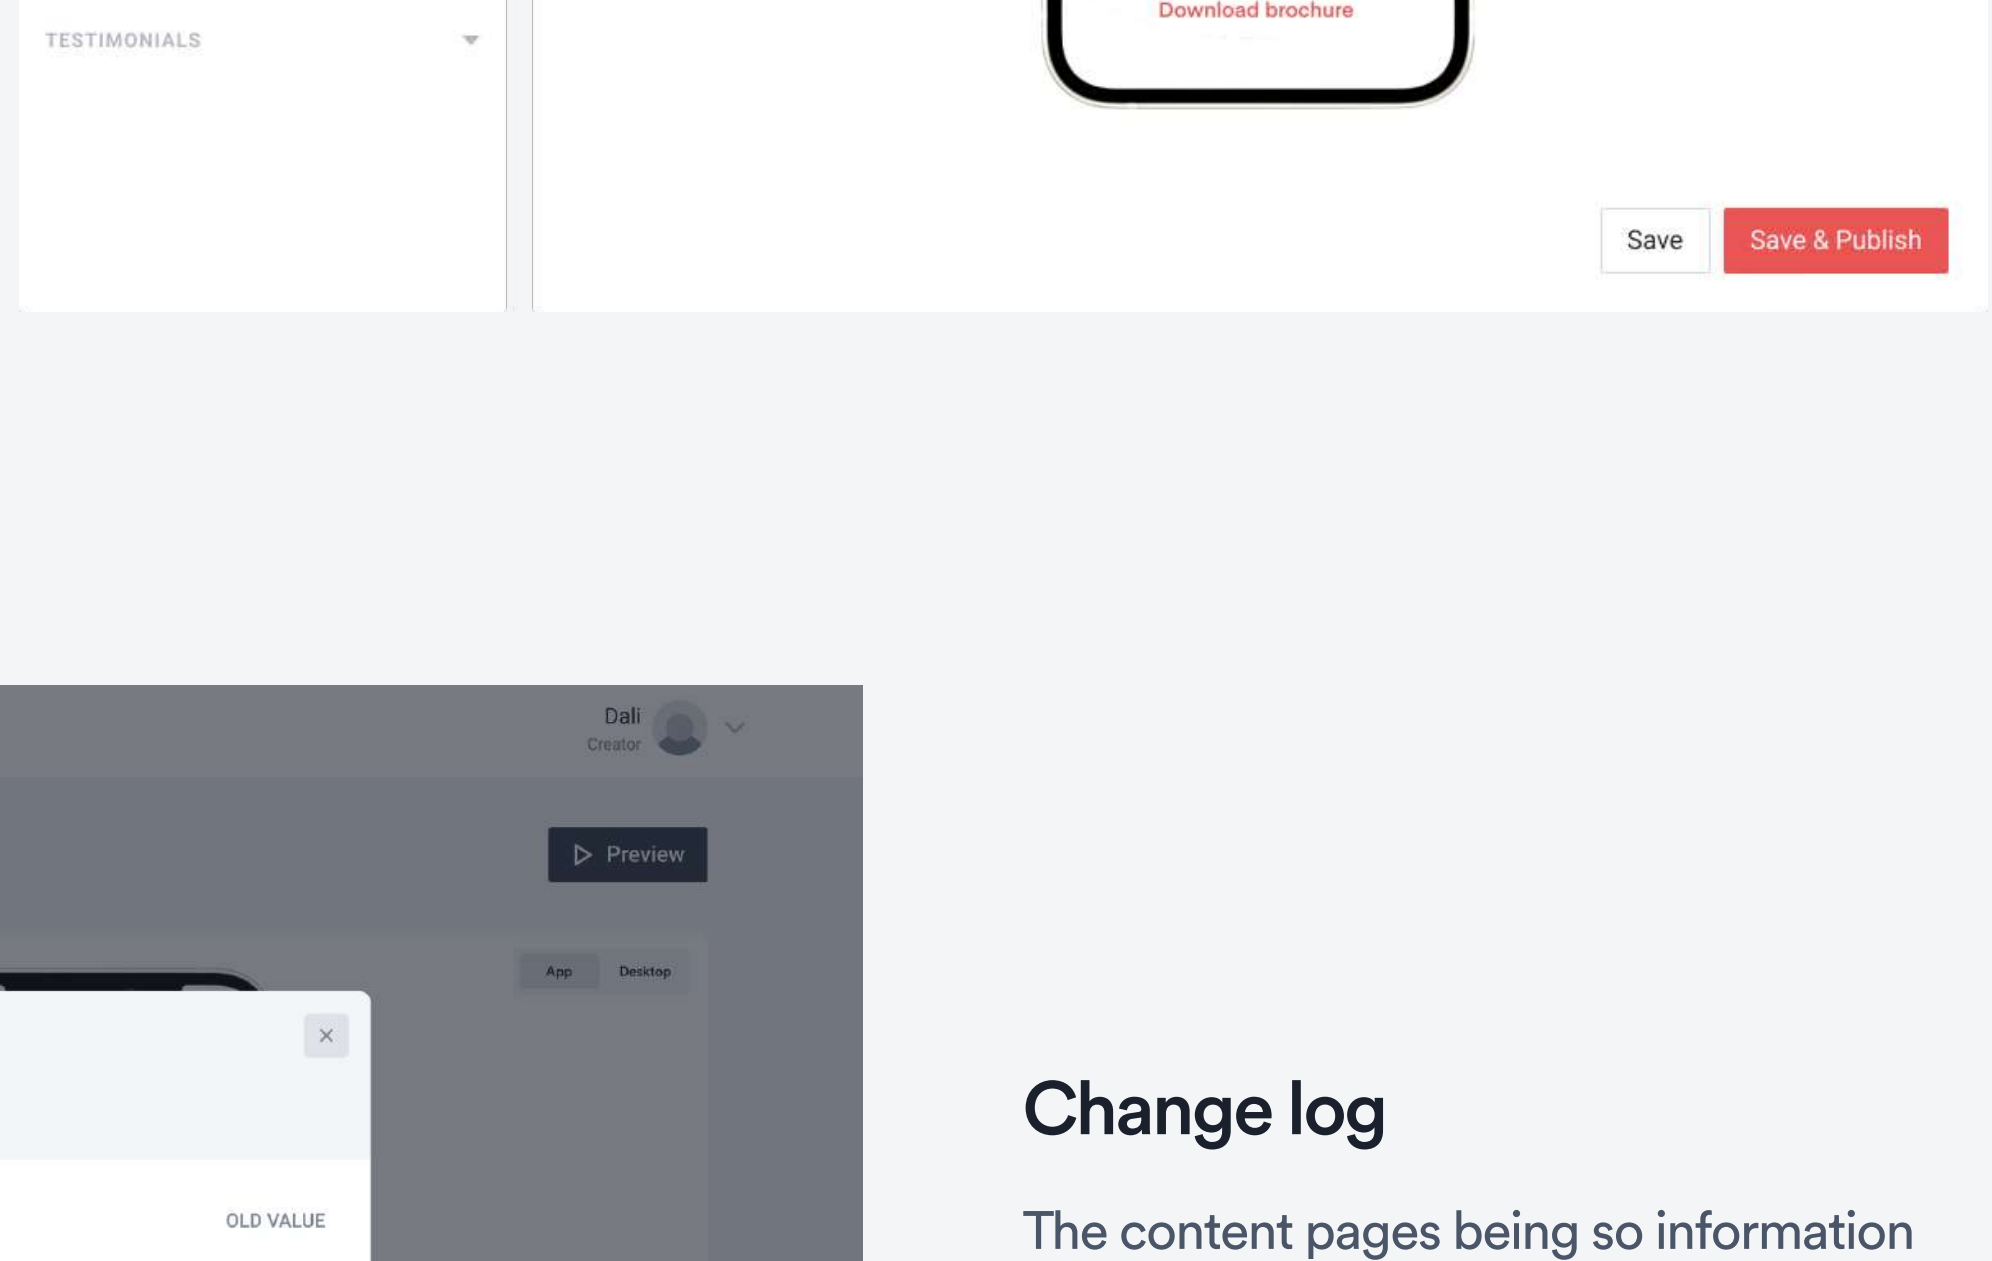 Download brochure
TESTIMONIALS
Save
Save & Publish
Dali
Creator
Preview
App
Desktop
OLD VALUE
Change log
The content pages being so information